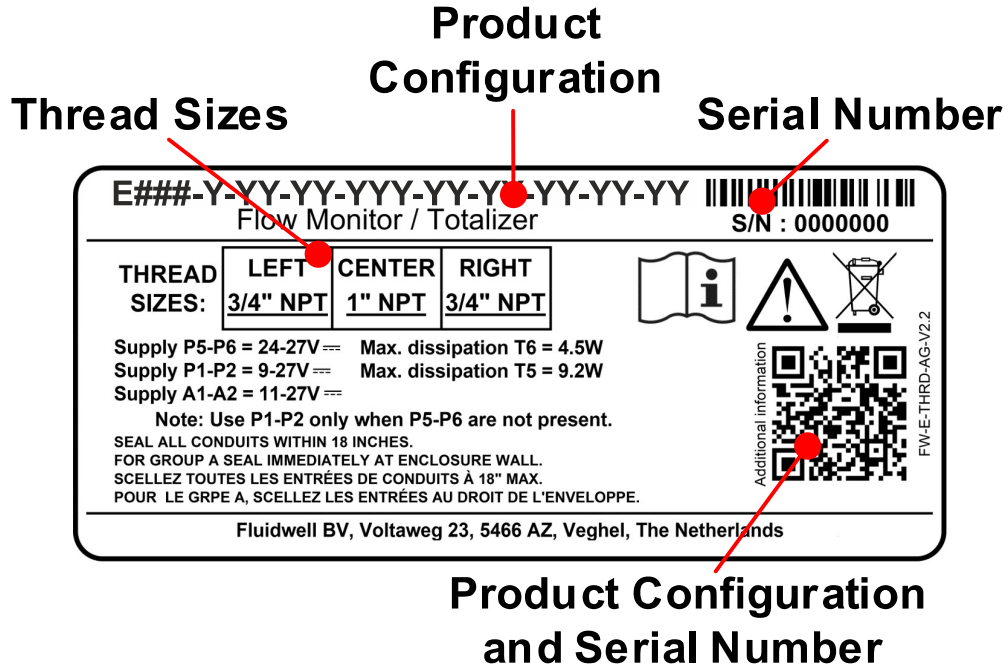 Product
Configuration
Thread Sizes
Serial Number
E###-Y-YY-YY-YYY-YY-YY-YY-YY-YY
Flow Monitor / Totalizer
S/N : 0000000
THREAD SIZES:
LEFT CENTER RIGHT
3/4" NPT 1" NPT 3/4" NPT
i
Supply P5-P6 = 24-27V⎓ Max. dissipation T6 = 4.5W
Supply P1-P2 = 9-27V⎓ Max. dissipation T5 = 9.2W
Supply A1-A2 = 11-27V⎓
Note: Use P1-P2 only when P5-P6 are not present.
SEAL ALL CONDUITS WITHIN 18 INCHES.
FOR GROUP A SEAL IMMEDIATELY AT ENCLOSURE WALL.
SCELLEZ TOUTES LES ENTRÉES DE CONDUITS À 18" MAX.
POUR LE GRPE A, SCELLEZ LES ENTRÉES AU DROIT DE L'ENVELOPPE.
Additional information
FW-E-THRD-AG-V2.2
Fluidwell BV, Voltaweg 23, 5466 AZ, Veghel, The Netherlands
Product Configuration
and Serial Number